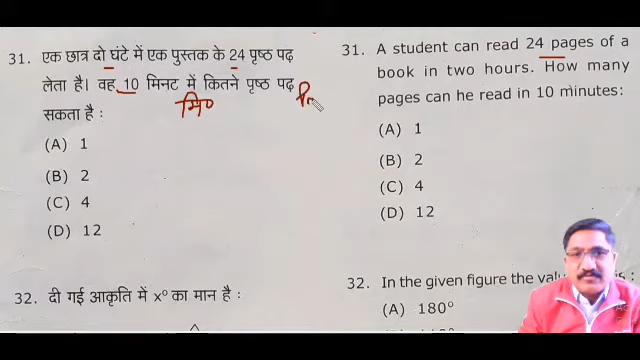 31. एक छात्र दो घंटे में एक पुस्तक के 24 पृष्ठ पढ़
लेता है। वह 10 मिनट में कितने पृष्ठ पढ़
सकता है :
मि०
(A) 1
(B) 2
(C) 4
(D) 12
32. दी गई आकृति में x° का मान है :
31. A student can read 24 pages of a
book in two hours. How many
pages can he read in 10 minutes:
(A) 1
(B) 2
(C) 4
(D) 12
32. In the given figure the valu is :
(A) 180°